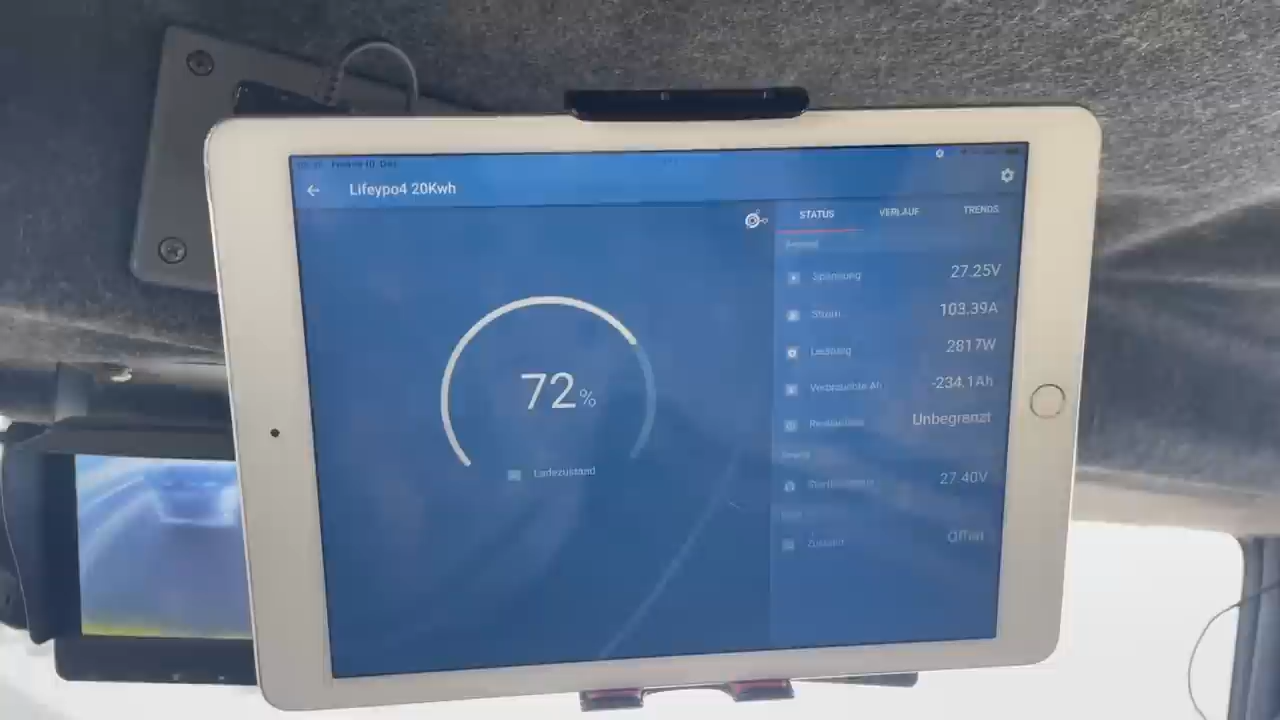 Lifeypo4 20Kwh
STATUS VERLAUF TRENDS
Spannung 27.25V
Strom 103.39A
Leistung 2817W
72%
Verbrauchte Ah -234.1Ah
Unbegrenzt
Ladezustand
27.40V
Zustand Offen